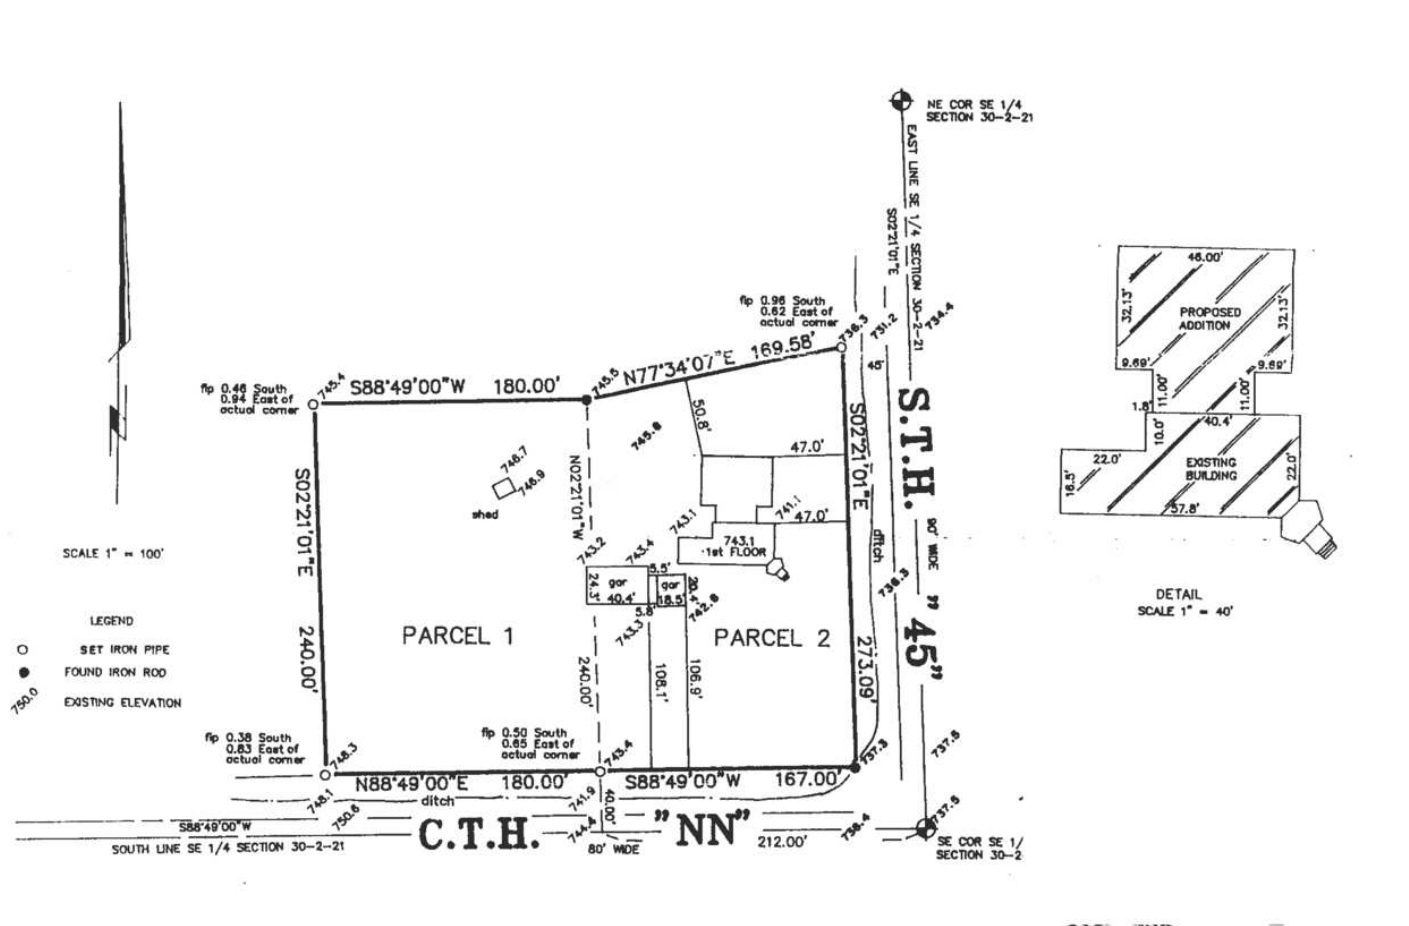 NE COR SE 1/4
SECTION 30-2-21
EAST LINE SE 1/4 SECTION 30-2-21
S02°21'01"E
734.4
731.2
736.3
45'
fip 0.96 South
0.62 East of
actual corner
N77°34'07"E 169.58'
745.5
fip 0.46 South
0.94 East of
actual corner
745.4
S88°49'00"W 180.00'
50.8'
745.8
47.0'
S02°21'01"E
S.T.H.
90' WIDE
"45"
46.00'
32.13'
PROPOSED
ADDITION
32.13'
9.69'
9.69'
11.00'
11.00'
1.8'
10.0'
40.4'
22.0'
EXISTING
BUILDING
22.0'
16.5'
57.8'
DETAIL
SCALE 1" = 40'
S02°21'01"E
240.00'
746.7
746.9
shed
N02°21'01"W
743.1
741.1
47.0'
743.1
1st FLOOR
ditch
743.2
743.4
5.5'
24.3'
gar
40.4'
gar
18.5'
20.4'
5.8'
743.3
742.8
736.3
SCALE 1" = 100'
LEGEND
SET IRON PIPE
FOUND IRON ROD
750.0
EXISTING ELEVATION
PARCEL 1
PARCEL 2
240.00'
108.1'
106.9'
273.09'
fip 0.38 South
0.83 East of
actual corner
748.3
fip 0.50 South
0.65 East of
actual corner
743.4
737.3
737.5
N88°49'00"E 180.00'
S88°49'00"W 167.00'
748.1
ditch
741.9
40.00'
750.6
744.4
C.T.H. "NN"
80' WIDE
212.00'
738.4
737.5
S88°49'00"W
SOUTH LINE SE 1/4 SECTION 30-2-21
SE COR SE 1/
SECTION 30-2